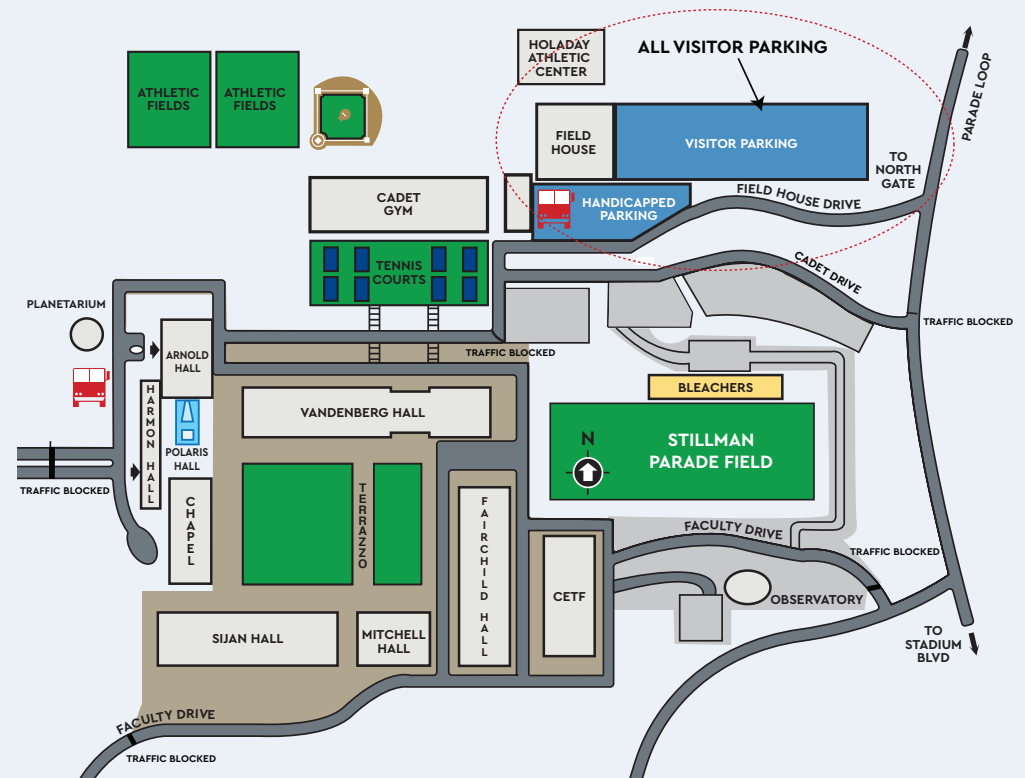 HOLADAY
ATHLETIC
CENTER
ALL VISITOR PARKING
PARADE LOOP
ATHLETIC
FIELDS
ATHLETIC
FIELDS
FIELD
HOUSE
VISITOR PARKING
TO
NORTH
GATE
CADET
GYM
HANDICAPPED
PARKING
FIELD HOUSE DRIVE
TENNIS
COURTS
CADET DRIVE
PLANETARIUM
TRAFFIC BLOCKED
ARNOLD
HALL
TRAFFIC BLOCKED
BLEACHERS
HARMON HALL
VANDENBERG HALL
N
STILLMAN
PARADE FIELD
POLARIS
HALL
TRAFFIC BLOCKED
CHAPEL
TERRAZZO
FAIRCHILD HALL
FACULTY DRIVE
TRAFFIC BLOCKED
CETF
OBSERVATORY
SIJAN HALL
MITCHELL
HALL
TO
STADIUM
BLVD
FACULTY DRIVE
TRAFFIC BLOCKED